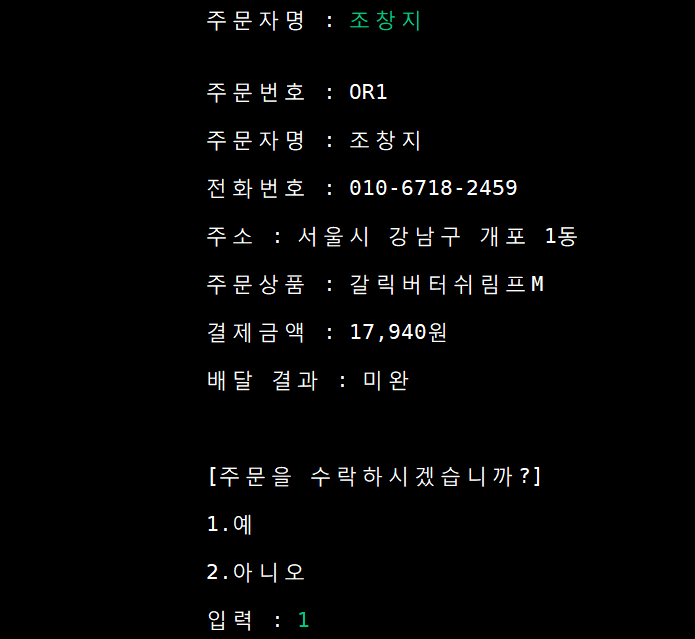 주문자명 : 조창지
주문번호 : OR1
주문자명 : 조창지
전화번호 : 010-6718-2459
주소 : 서울시 강남구 개포 1동
주문상품 : 갈릭버터쉬림프M
결제금액 : 17,940원
배달 결과 : 미완
[주문을 수락하시겠습니까?]
1.예
2.아니오
입력 : 1